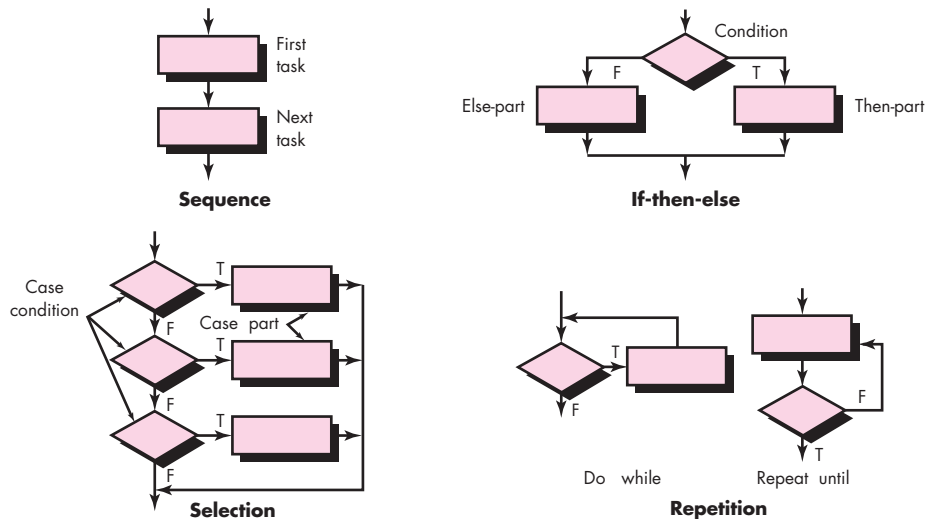 First
task
Next
task
Sequence
Condition
F
T
Else-part
Then-part
If-then-else
Case
condition
T
F
Case part
T
F
T
F
Selection
T
F
F
T
Do while
Repeat until
Repetition